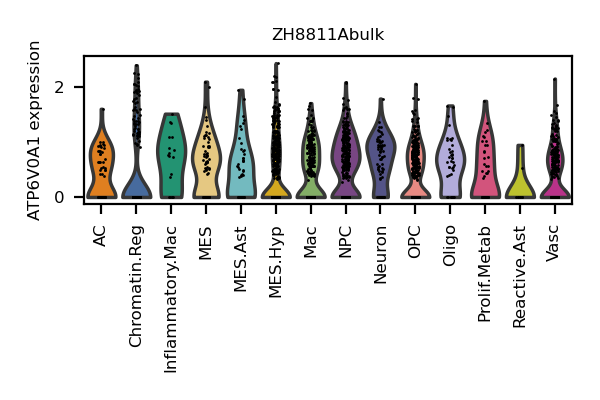 ZH8811Abulk
ATP6V0A1 expression
2
0
AC
Chromatin.Reg
Inflammatory.Mac
MES
MES.Ast
MES.Hyp
Mac
NPC
Neuron
OPC
Oligo
Prolif.Metab
Reactive.Ast
Vasc